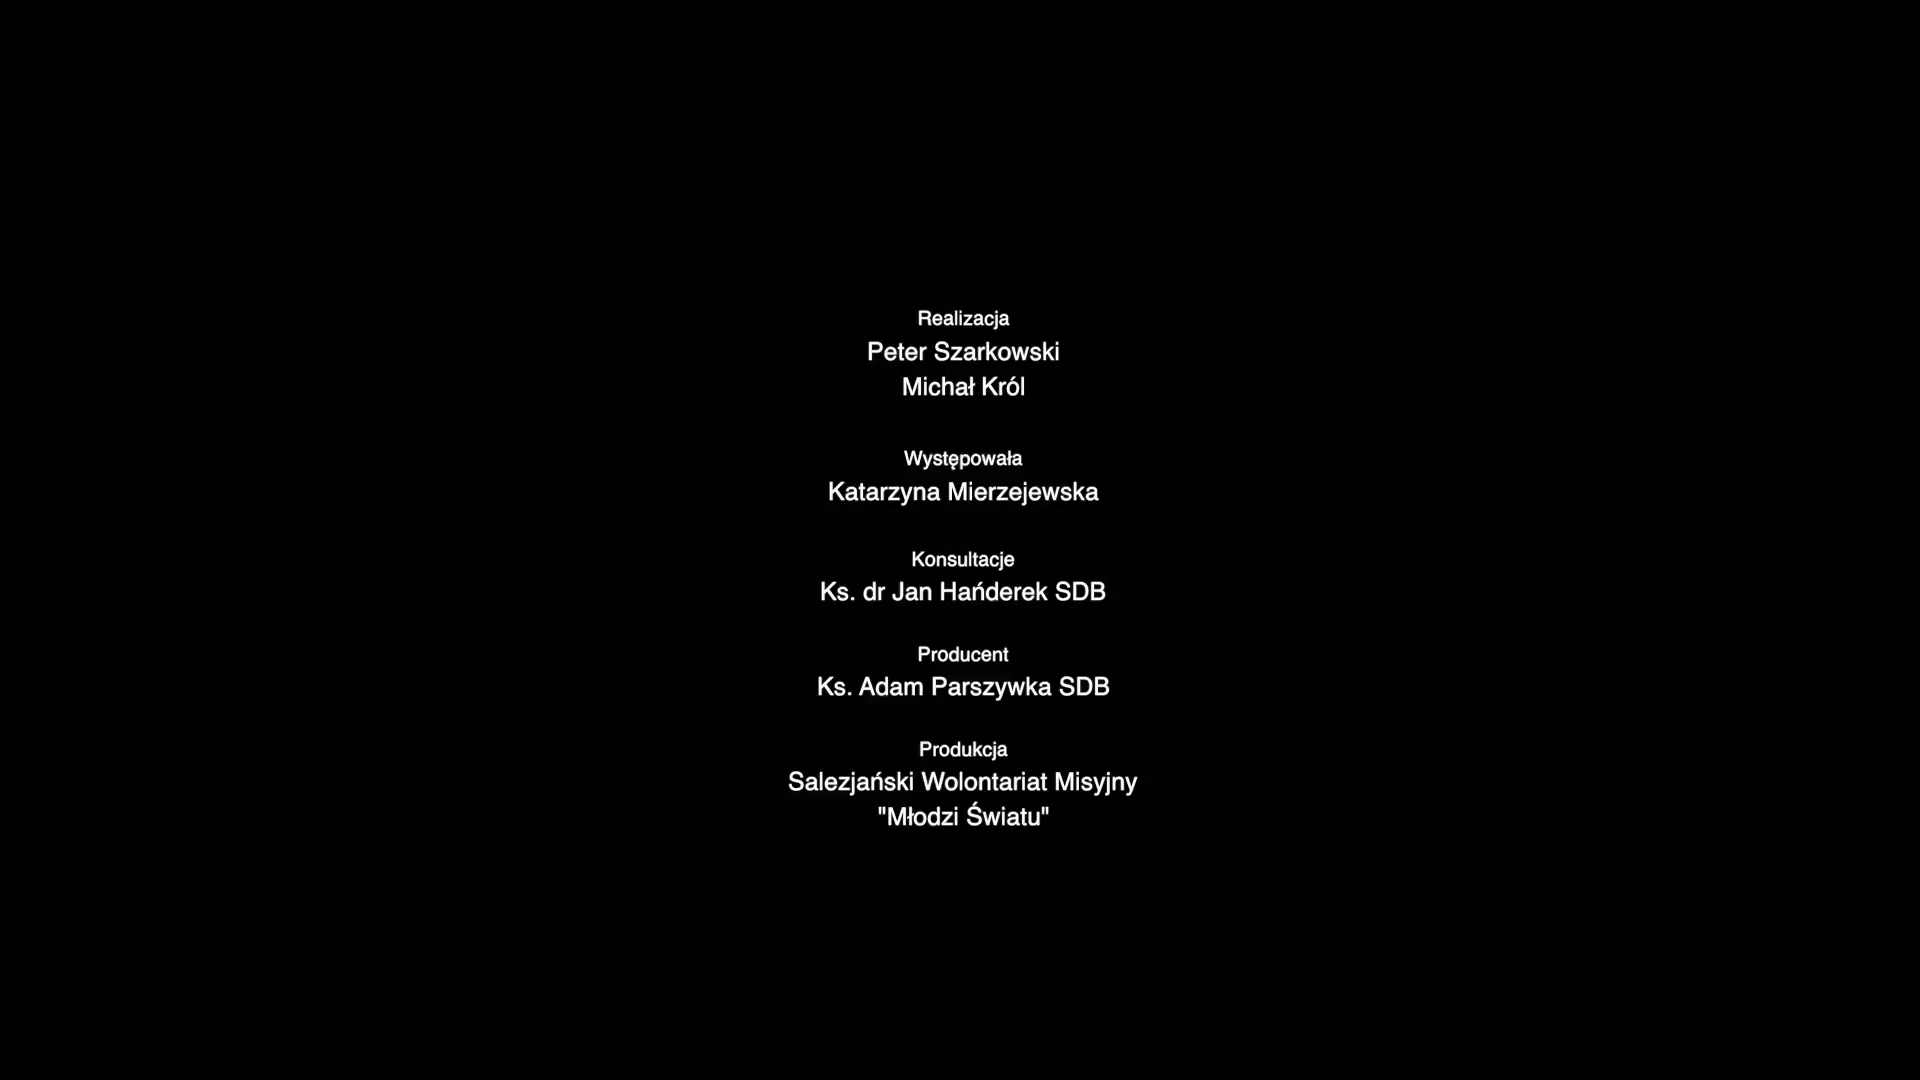 Realizacja
Peter Szarkowski
Michał Król
Występowała
Katarzyna Mierzejewska
Konsultacje
Ks. dr Jan Hańderek SDB
Producent
Ks. Adam Parszywka SDB
Produkcja
Salezjański Wolontariat Misyjny
"Młodzi Światu"